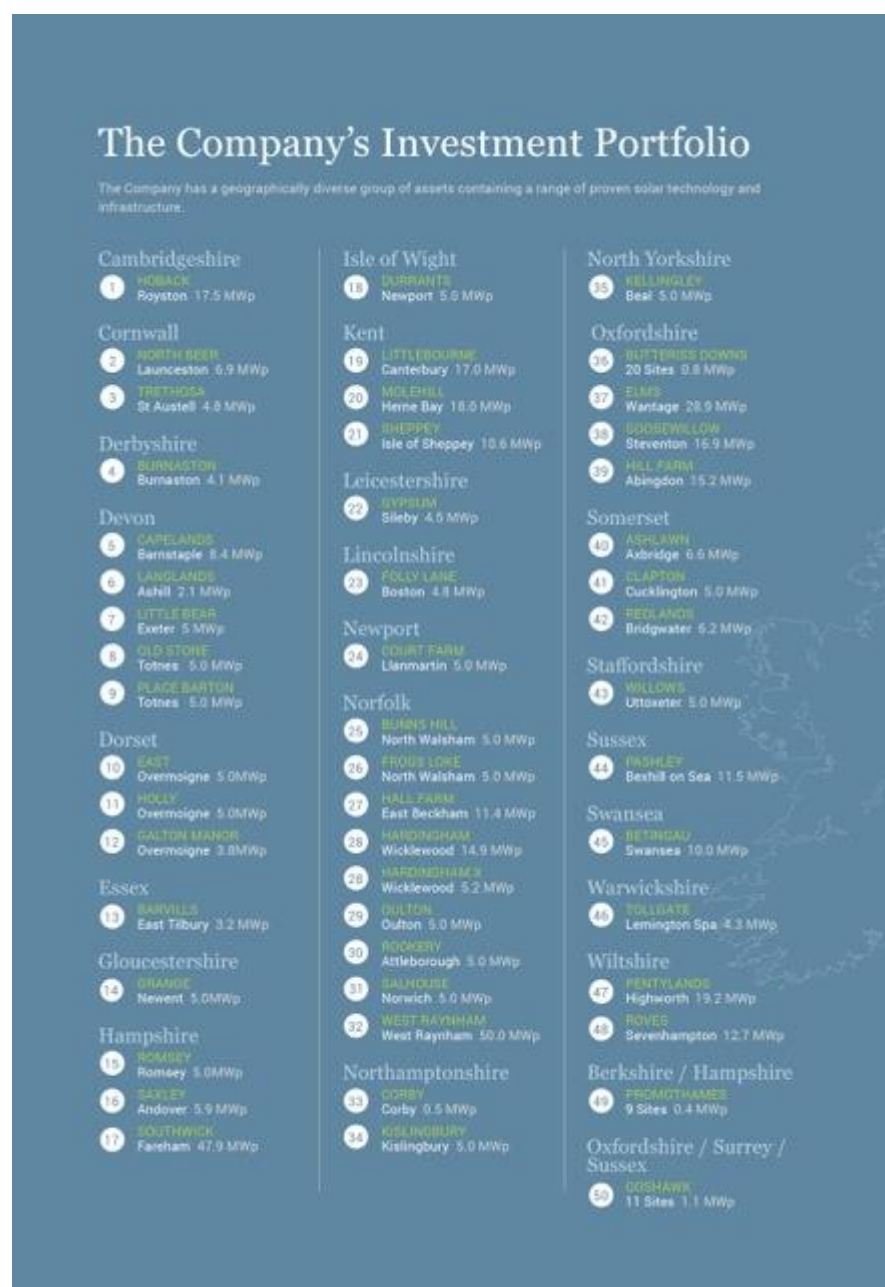 The Company's Investment Portfolio
The Company has a geographically diverse group of assets containing a range of proven solar technology and
infrastructure.
Cambridgeshire
1 HOBACK
Royston 17.5 MWp
Cornwall
2 NORTH BEER
Launceston 6.9 MWp
3 TRETHOSA
St Austell 4.8 MWp
Derbyshire
4 BURNASTON
Burnaston 4.1 MWp
Devon
5 CAPELANDS
Barnstaple 8.4 MWp
6 LANGLANDS
Ashill 2.1 MWp
7 LITTLE BEAR
Exeter 5 MWp
8 OLD STONE
Totnes 5.0 MWp
9 PLACE BARTON
Totnes 5.0 MWp
Dorset
10 EAST
Overmoigne 5.0MWp
11 HOLLY
Overmoigne 5.0MWp
12 GALTON MANOR
Overmoigne 3.8MWp
Essex
13 BARVILLS
East Tilbury 3.2 MWp
Gloucestershire
14 GRANGE
Newent 5.0MWp
Hampshire
15 ROMSEY
Romsey 5.0MWp
16 SAXLEY
Andover 5.9 MWp
17 SOUTHWICK
Fareham 47.9 MWp
Isle of Wight
18 DURRANTS
Newport 5.0 MWp
Kent
19 LITTLEBOURNE
Canterbury 17.0 MWp
20 MOLEHILL
Herne Bay 18.0 MWp
21 SHEPPEY
Isle of Sheppey 10.6 MWp
Leicestershire
22 GYPSUM
Sileby 4.5 MWp
Lincolnshire
23 FOLLY LANE
Boston 4.8 MWp
Newport
24 COURT FARM
Llanmartin 5.0 MWp
Norfolk
25 BUNNS HILL
North Walsham 5.0 MWp
26 FROGS LOKE
North Walsham 5.0 MWp
27 HALL FARM
East Beckham 11.4 MWp
28 HARDINGHAM
Wicklewood 14.9 MWp
28 HARDINGHAM X
Wicklewood 5.2 MWp
29 OULTON
Oulton 5.0 MWp
30 ROOKERY
Attleborough 5.0 MWp
31 SALHOUSE
Norwich 5.0 MWp
32 WEST RAYNHAM
West Raynham 50.0 MWp
Northamptonshire
33 CORBY
Corby 0.5 MWp
34 KISLINGBURY
Kislingbury 5.0 MWp
North Yorkshire
35 KELLINGLEY
Beal 5.0 MWp
Oxfordshire
36 BUTTERISS DOWNS
20 Sites 0.8 MWp
37 ELMS
Wantage 28.9 MWp
38 GOOSEWILLOW
Steventon 16.9 MWp
39 HILL FARM
Abingdon 15.2 MWp
Somerset
40 ASHLAWN
Axbridge 6.6 MWp
41 CLAPTON
Cucklington 5.0 MWp
42 REDLANDS
Bridgwater 6.2 MWp
Staffordshire
43 WILLOWS
Uttoxeter 5.0 MWp
Sussex
44 PASHLEY
Bexhill on Sea 11.5 MWp
Swansea
45 BETINGAU
Swansea 10.0 MWp
Warwickshire
46 TOLLGATE
Lemington Spa 4.3 MWp
Wiltshire
47 PENTYLANDS
Highworth 19.2 MWp
48 ROVES
Sevenhampton 12.7 MWp
Berkshire / Hampshire
49 PROMOTHAMES
9 Sites 0.4 MWp
Oxfordshire / Surrey /
Sussex
50 GOSHAWK
11 Sites 1.1 MWp